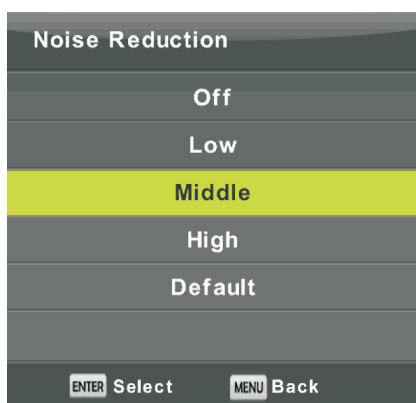 Noise Reduction
Off
Low
Middle
High
Default
ENTER Select MENU Back